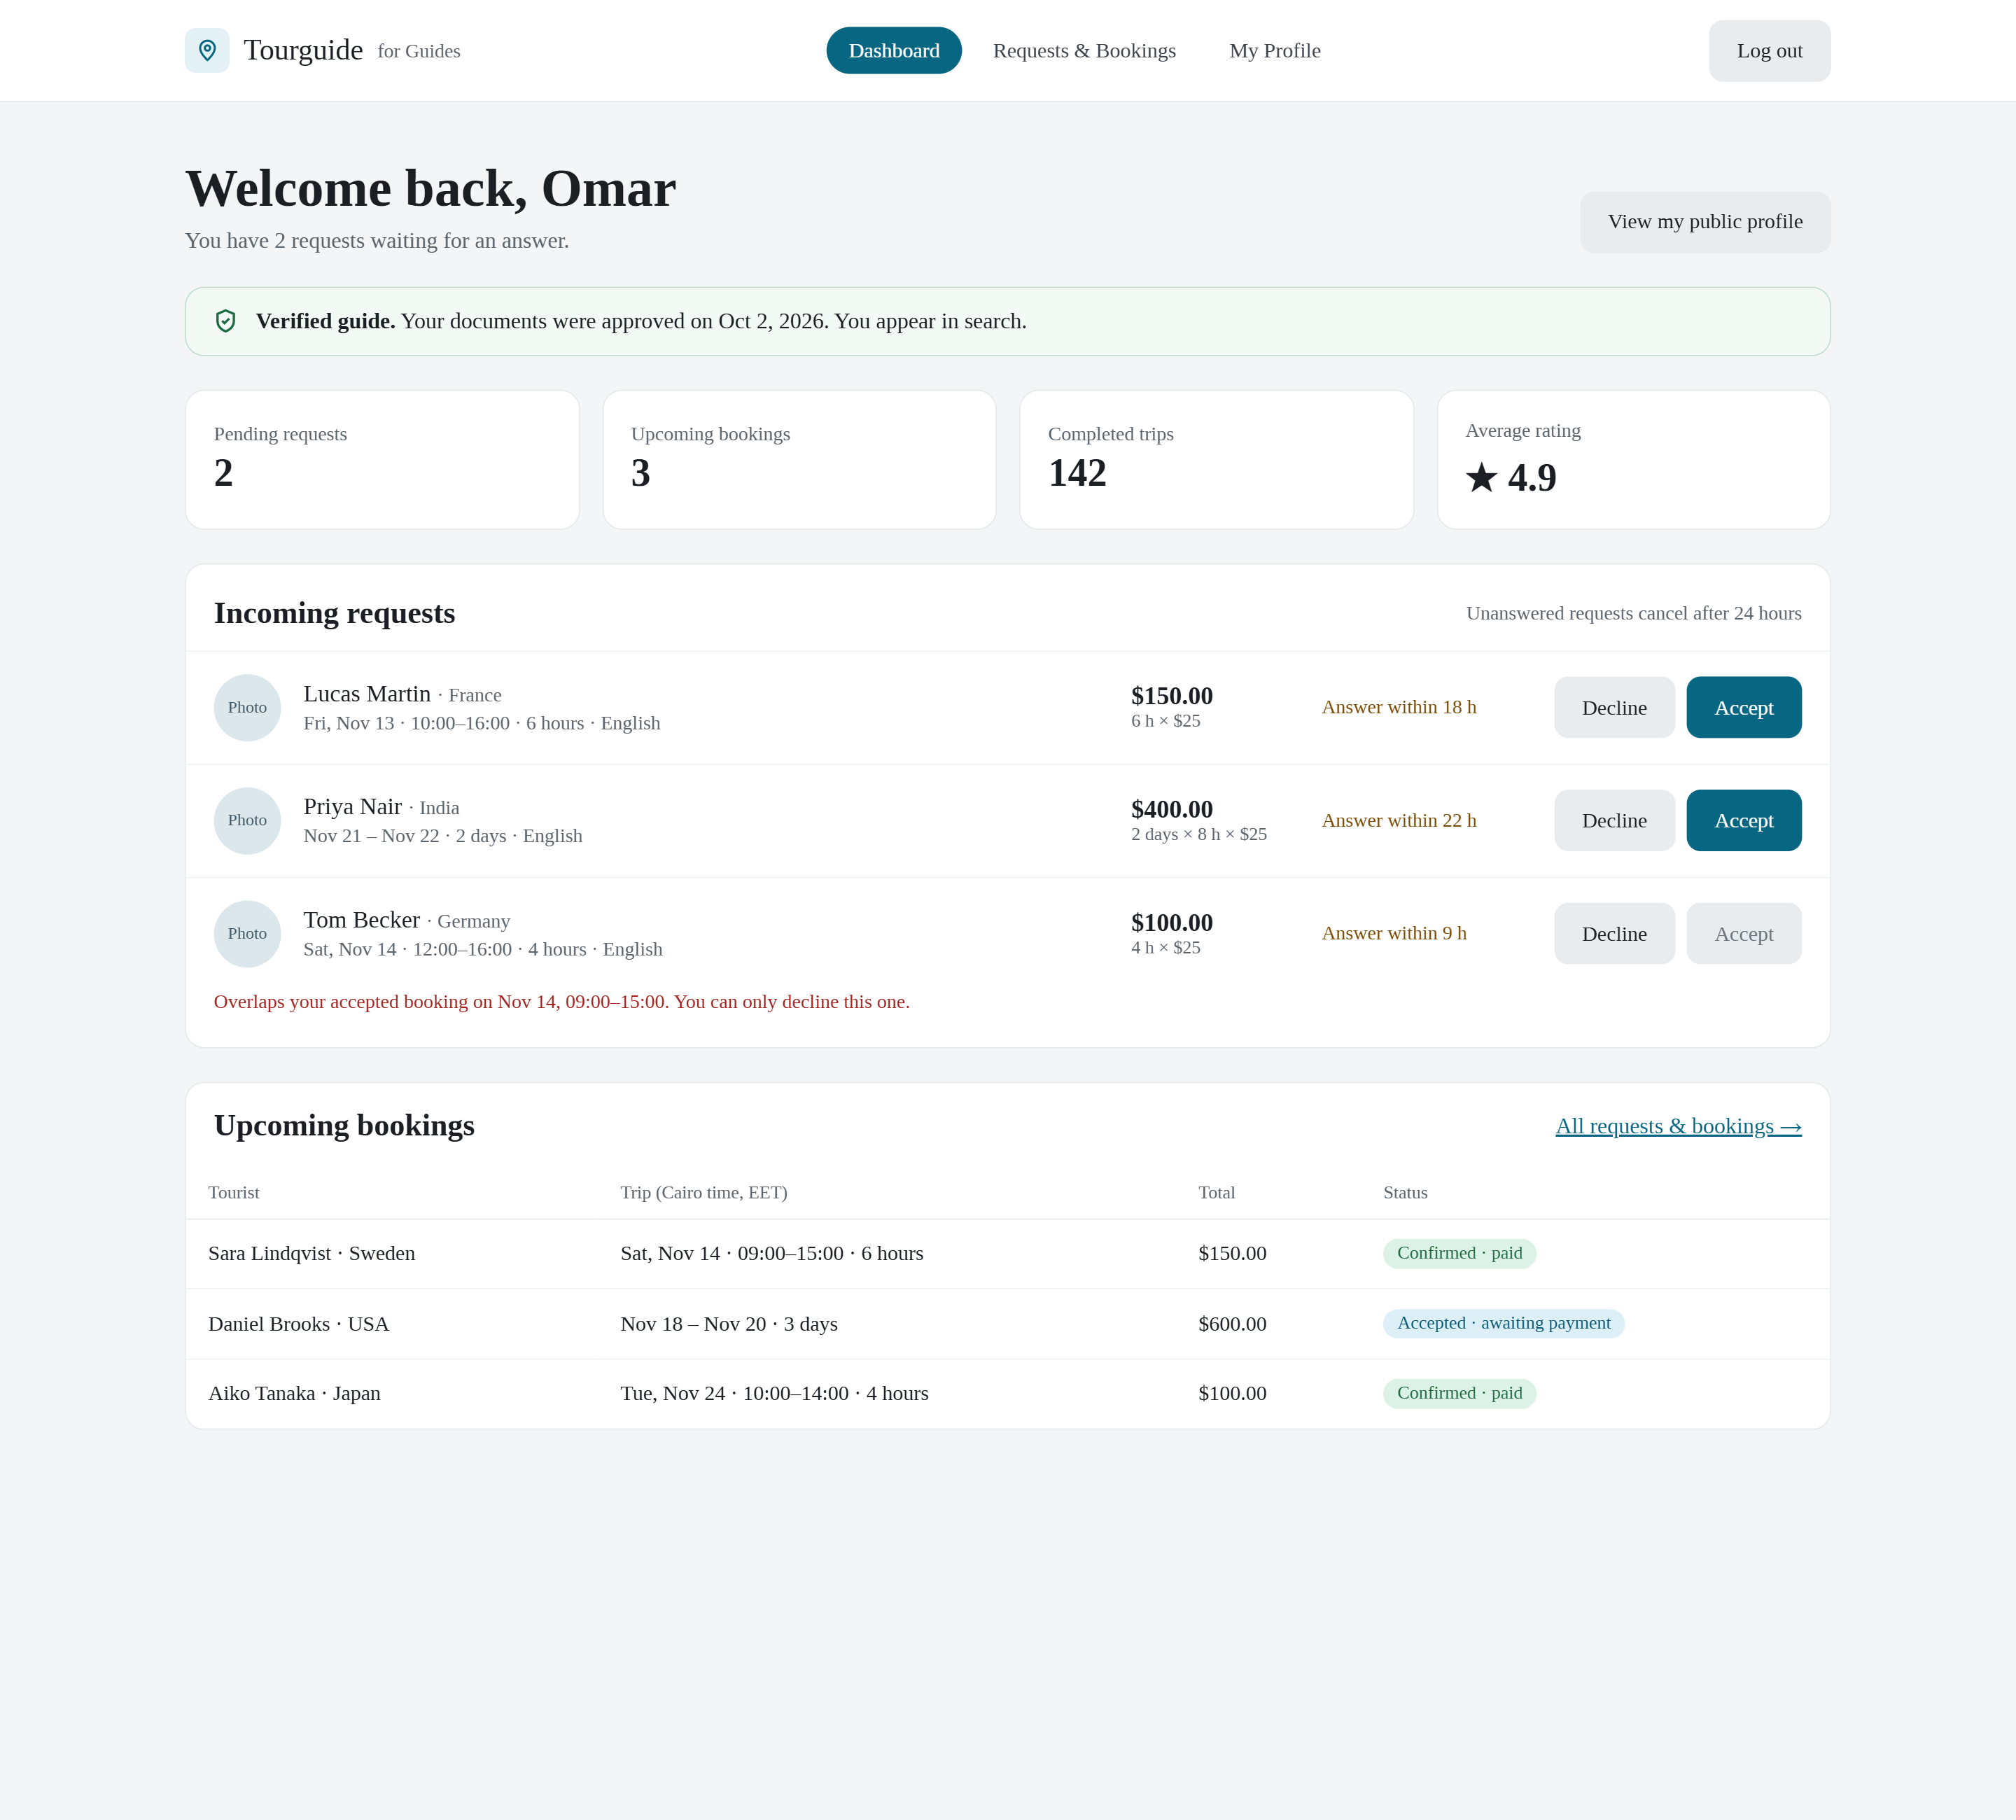 Tourguide for Guides
Dashboard
Requests & Bookings
My Profile
Log out
Welcome back, Omar
You have 2 requests waiting for an answer.
View my public profile
Verified guide. Your documents were approved on Oct 2, 2026. You appear in search.
Pending requests
2
Upcoming bookings
3
Completed trips
142
Average rating
★ 4.9
Incoming requests
Unanswered requests cancel after 24 hours
Photo
Lucas Martin · France
Fri, Nov 13 · 10:00–16:00 · 6 hours · English
$150.00
6 h × $25
Answer within 18 h
Decline
Accept
Photo
Priya Nair · India
Nov 21 – Nov 22 · 2 days · English
$400.00
2 days × 8 h × $25
Answer within 22 h
Decline
Accept
Photo
Tom Becker · Germany
Sat, Nov 14 · 12:00–16:00 · 4 hours · English
$100.00
4 h × $25
Answer within 9 h
Decline
Accept
Overlaps your accepted booking on Nov 14, 09:00–15:00. You can only decline this one.
Upcoming bookings
All requests & bookings →
Tourist
Trip (Cairo time, EET)
Total
Status
Sara Lindqvist · Sweden
Sat, Nov 14 · 09:00–15:00 · 6 hours
$150.00
Confirmed · paid
Daniel Brooks · USA
Nov 18 – Nov 20 · 3 days
$600.00
Accepted · awaiting payment
Aiko Tanaka · Japan
Tue, Nov 24 · 10:00–14:00 · 4 hours
$100.00
Confirmed · paid